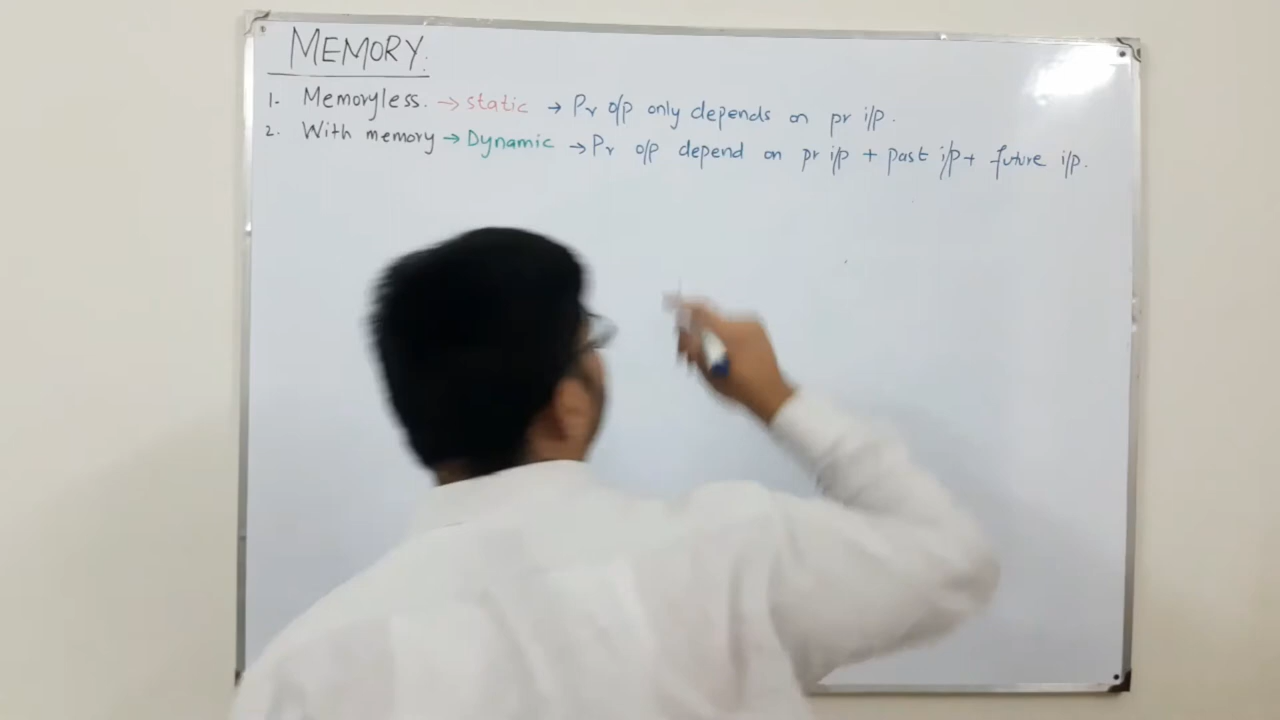 MEMORY:
1. Memoryless. → static → Pr o/p only depends on pr i/p.
2. With memory → Dynamic → Pr o/p depend on pr i/p + past i/p + future i/p.